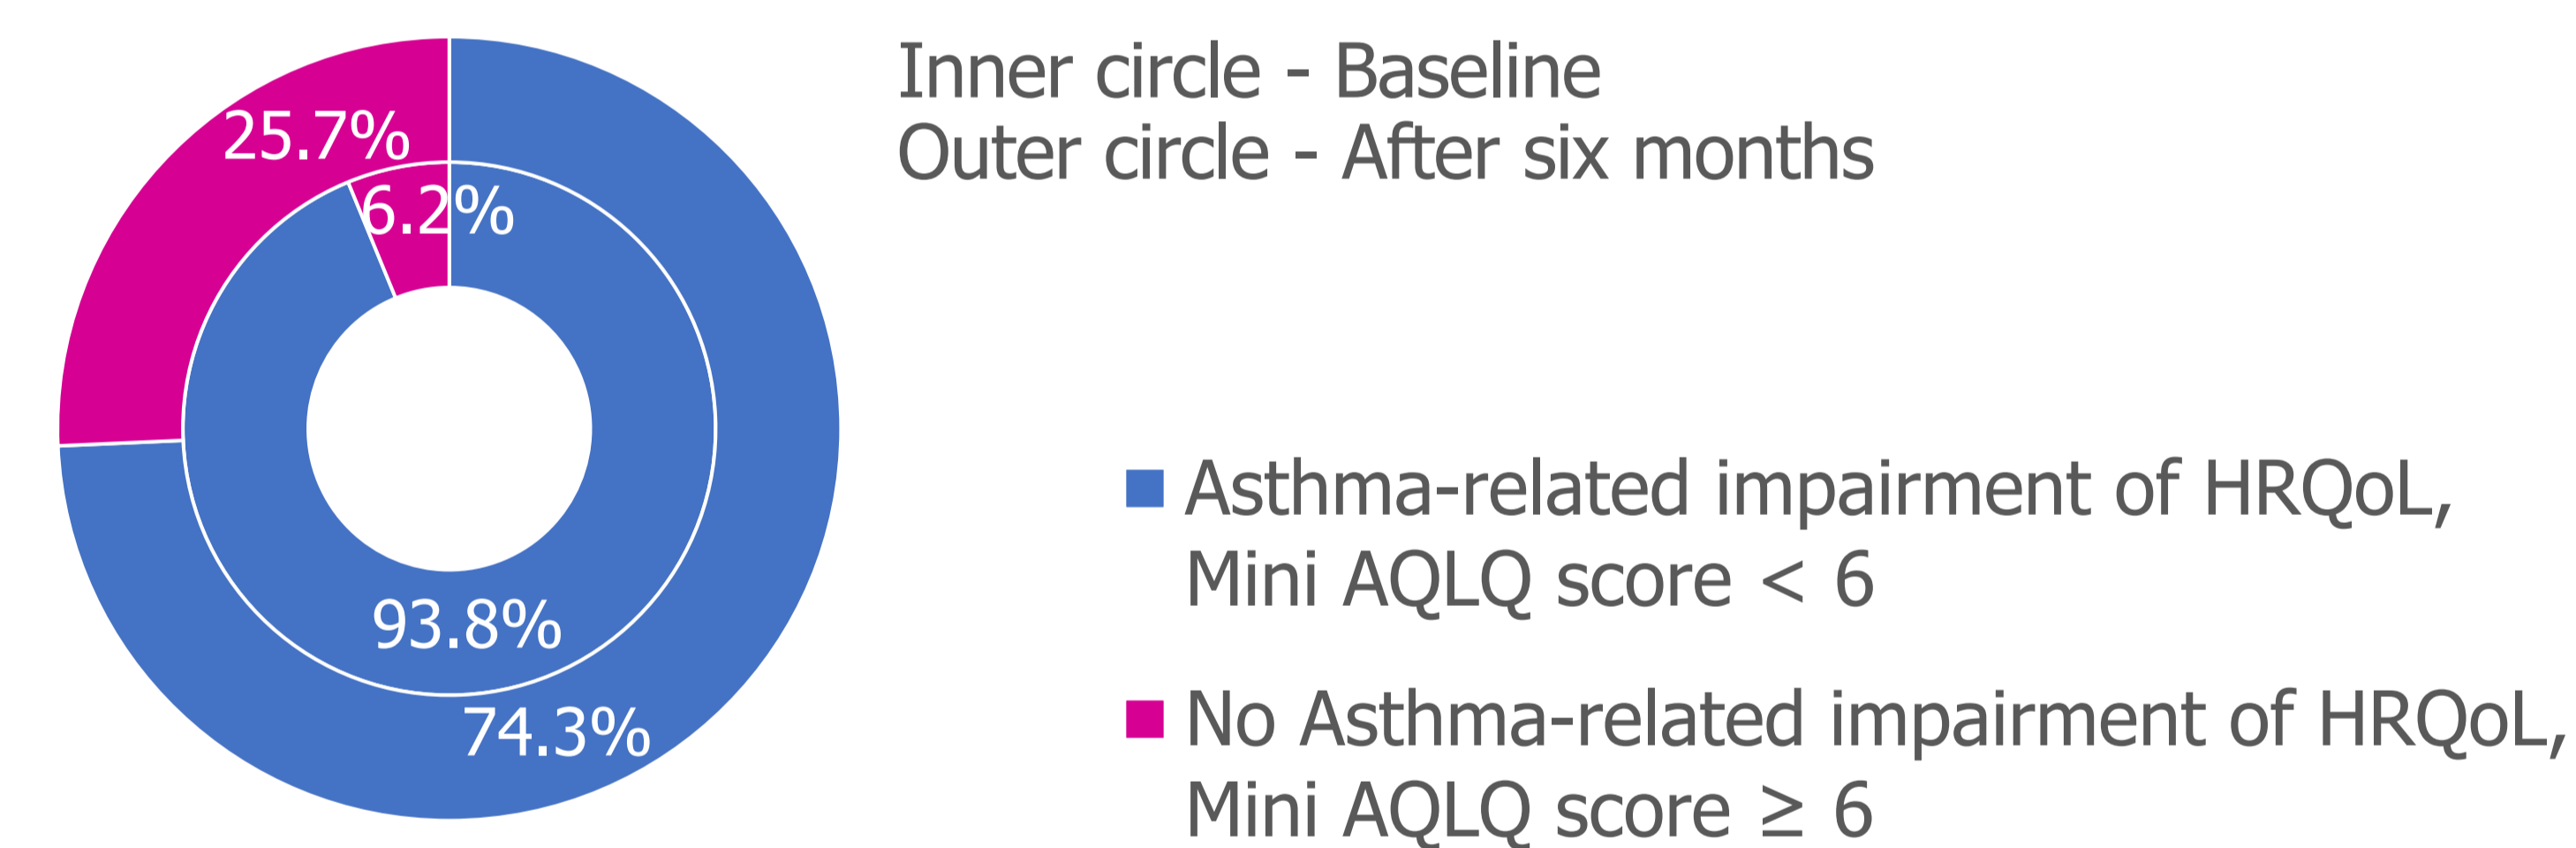 Inner circle - Baseline
Outer circle - After six months
25.7%
6.2%
93.8%
74.3%
Asthma-related impairment of HRQoL,
Mini AQLQ score < 6
No Asthma-related impairment of HRQoL,
Mini AQLQ score ≥ 6